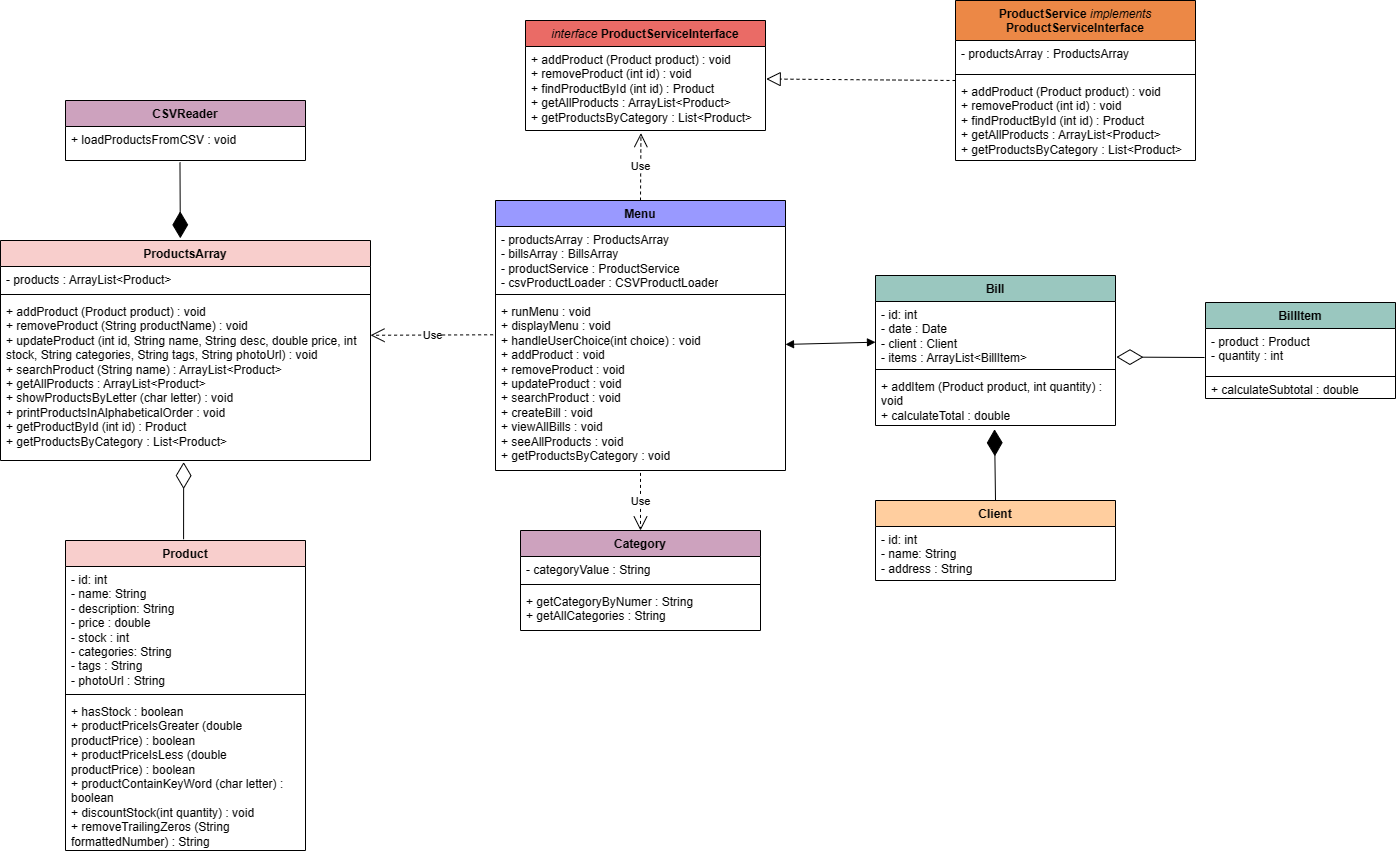 CSVReader
+ loadProductsFromCSV : void
ProductsArray
- products : ArrayList<Product>
+ addProduct (Product product) : void
+ removeProduct (String productName) : void
+ updateProduct (int id, String name, String desc, double price, int
stock, String categories, String tags, String photoUrl) : void
+ searchProduct (String name) : ArrayList<Product>
+ getAllProducts : ArrayList<Product>
+ showProductsByLetter (char letter) : void
+ printProductsInAlphabeticalOrder : void
+ getProductById (int id) : Product
+ getProductsByCategory : List<Product>
Product
- id: int
- name: String
- description: String
- price : double
- stock : int
- categories: String
- tags : String
- photoUrl : String
+ hasStock : boolean
+ productPriceIsGreater (double
productPrice) : boolean
+ productPriceIsLess (double
productPrice) : boolean
+ productContainKeyWord (char letter) :
boolean
+ discountStock(int quantity) : void
+ removeTrailingZeros (String
formattedNumber) : String
interface ProductServiceInterface
+ addProduct (Product product) : void
+ removeProduct (int id) : void
+ findProductById (int id) : Product
+ getAllProducts : ArrayList<Product>
+ getProductsByCategory : List<Product>
Use
Menu
- productsArray : ProductsArray
- billsArray : BillsArray
- productService : ProductService
- csvProductLoader : CSVProductLoader
+ runMenu : void
+ displayMenu : void
+ handleUserChoice(int choice) : void
+ addProduct : void
+ removeProduct : void
+ updateProduct : void
+ searchProduct : void
+ createBill : void
+ viewAllBills : void
+ seeAllProducts : void
+ getProductsByCategory : void
Use
Use
Category
- categoryValue : String
+ getCategoryByNumer : String
+ getAllCategories : String
ProductService implements
ProductServiceInterface
- productsArray : ProductsArray
+ addProduct (Product product) : void
+ removeProduct (int id) : void
+ findProductById (int id) : Product
+ getAllProducts : ArrayList<Product>
+ getProductsByCategory : List<Product>
Bill
- id: int
- date : Date
- client : Client
- items : ArrayList<BillItem>
+ addItem (Product product, int quantity) :
void
+ calculateTotal : double
BillItem
- product : Product
- quantity : int
+ calculateSubtotal : double
Client
- id: int
- name: String
- address : String